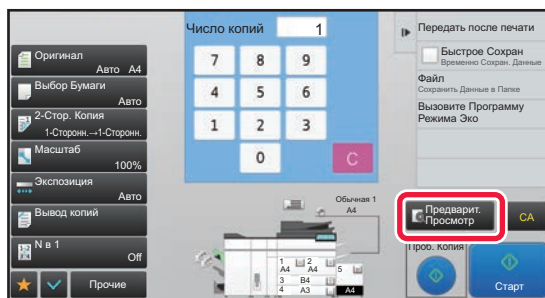 Оригинал
Авто A4
Выбор Бумаги
Авто
2-Стор. Копия
1-Сторонн.→1-Сторонн.
Масштаб
100%
Экспозиция
Авто
Вывод копий
N в 1
Off
Прочие
Число копий 1
7 8 9
4 5 6
1 2 3
0 C
Обычная 1
A4
1 2
A4 A4 5
3 B4
4 A3 A4
Передать после печати
Быстрое Сохран
Временно Сохран. Данные
Файл
Сохранить Данные в Папке
Вызовите Программу
Режима Эко
Предварит.
Просмотр
CA
Проб. Копия
Старт